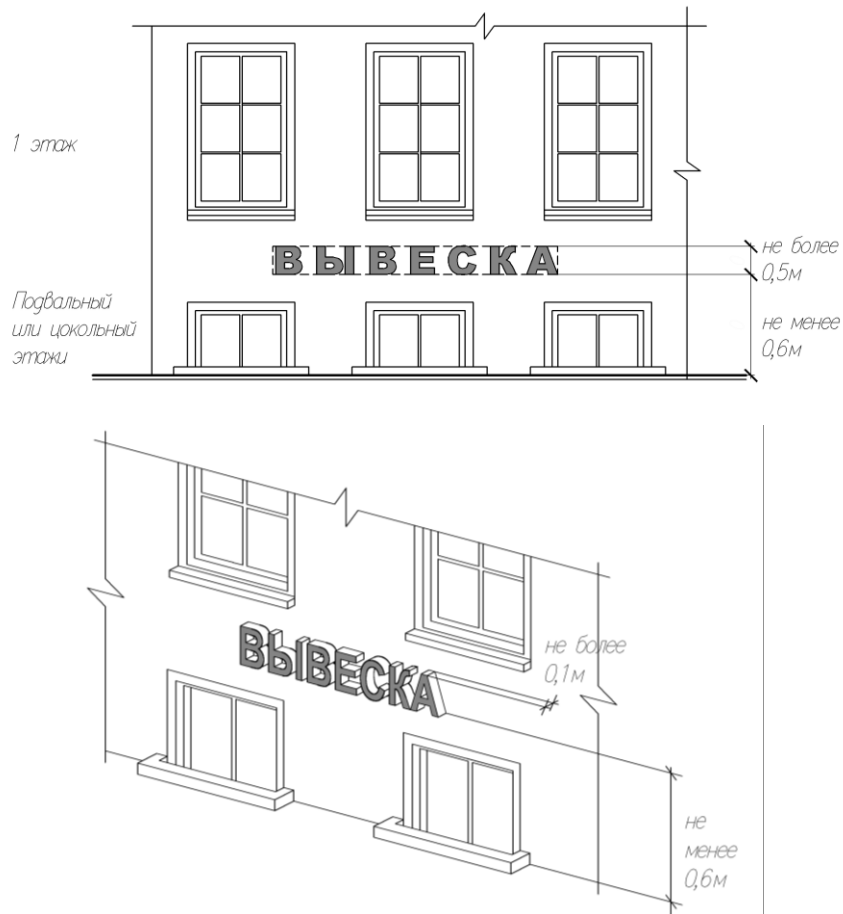 1 этаж
ВЫВЕСКА
не более
0,5м
Подвальный
или цокольный
этажи
не менее
0,6м
ВЫВЕСКА
не более
0,1м
не
менее
0,6м